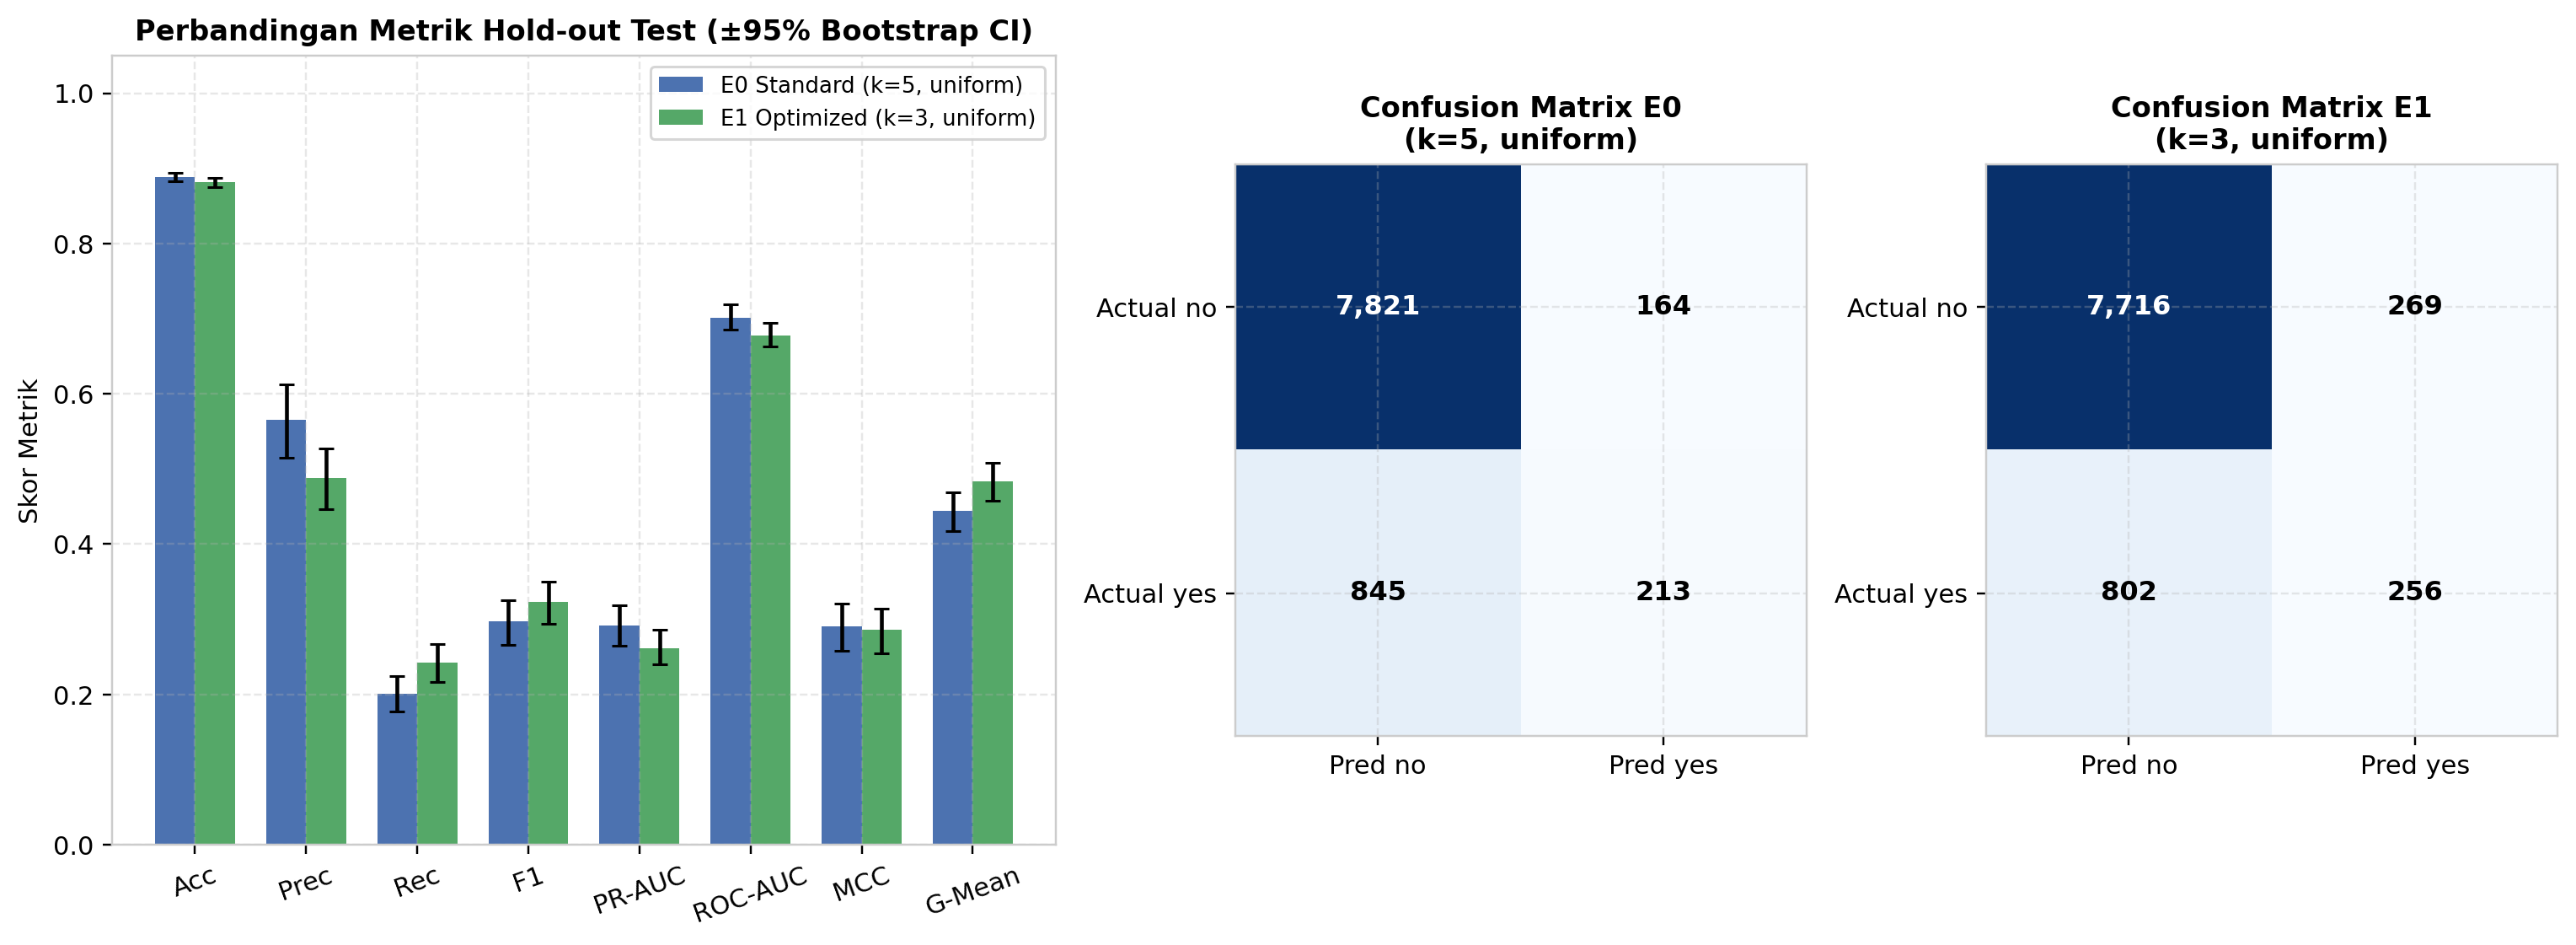 Perbandingan Metrik Hold-out Test (±95% Bootstrap CI)
E0 Standard (k=5, uniform)
E1 Optimized (k=3, uniform)
Skor Metrik
1.0
0.8
0.6
0.4
0.2
0.0
Acc
Prec
Rec
F1
PR-AUC
ROC-AUC
MCC
G-Mean
Confusion Matrix E0
(k=5, uniform)
Actual no
7,821
164
Actual yes
845
213
Pred no
Pred yes
Confusion Matrix E1
(k=3, uniform)
Actual no
7,716
269
Actual yes
802
256
Pred no
Pred yes